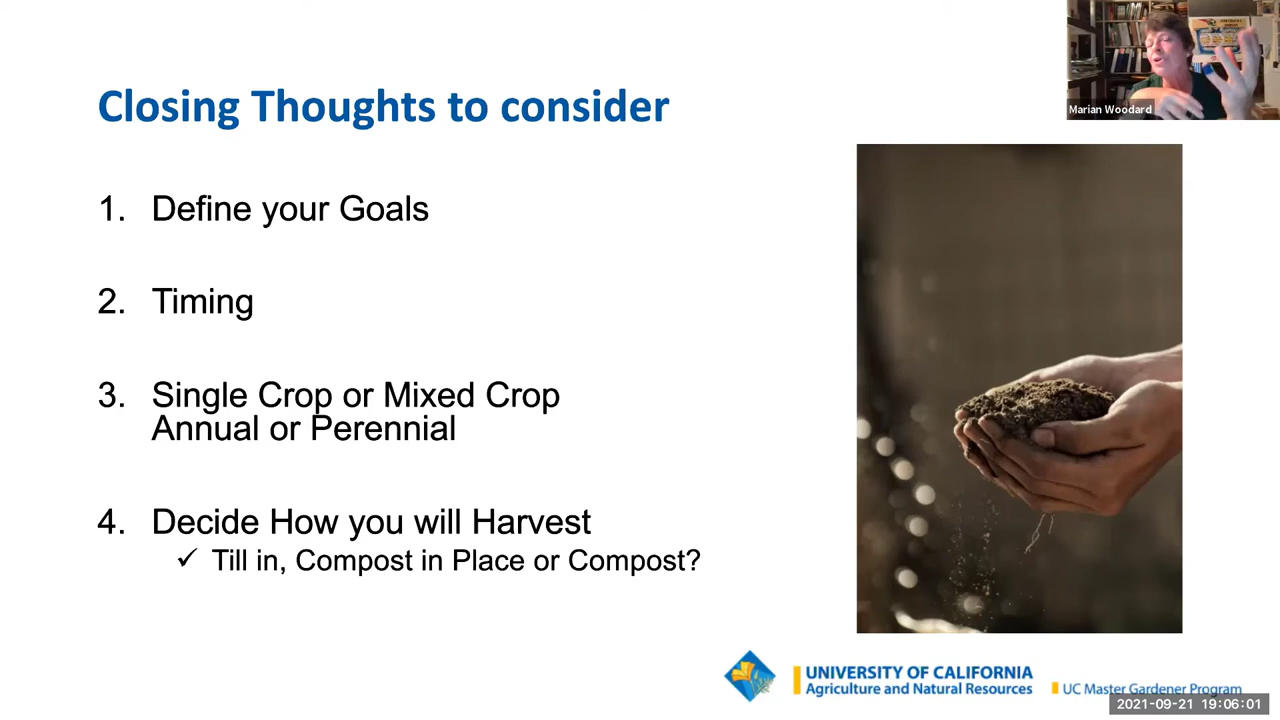 Closing Thoughts to consider
Marian Woodard
1. Define your Goals
2. Timing
3. Single Crop or Mixed Crop
Annual or Perennial
4. Decide How you will Harvest
✓ Till in, Compost in Place or Compost?
UNIVERSITY OF CALIFORNIA
Agriculture and Natural Resources
UC Master Gardener Program
2021-09-21 19:06:01